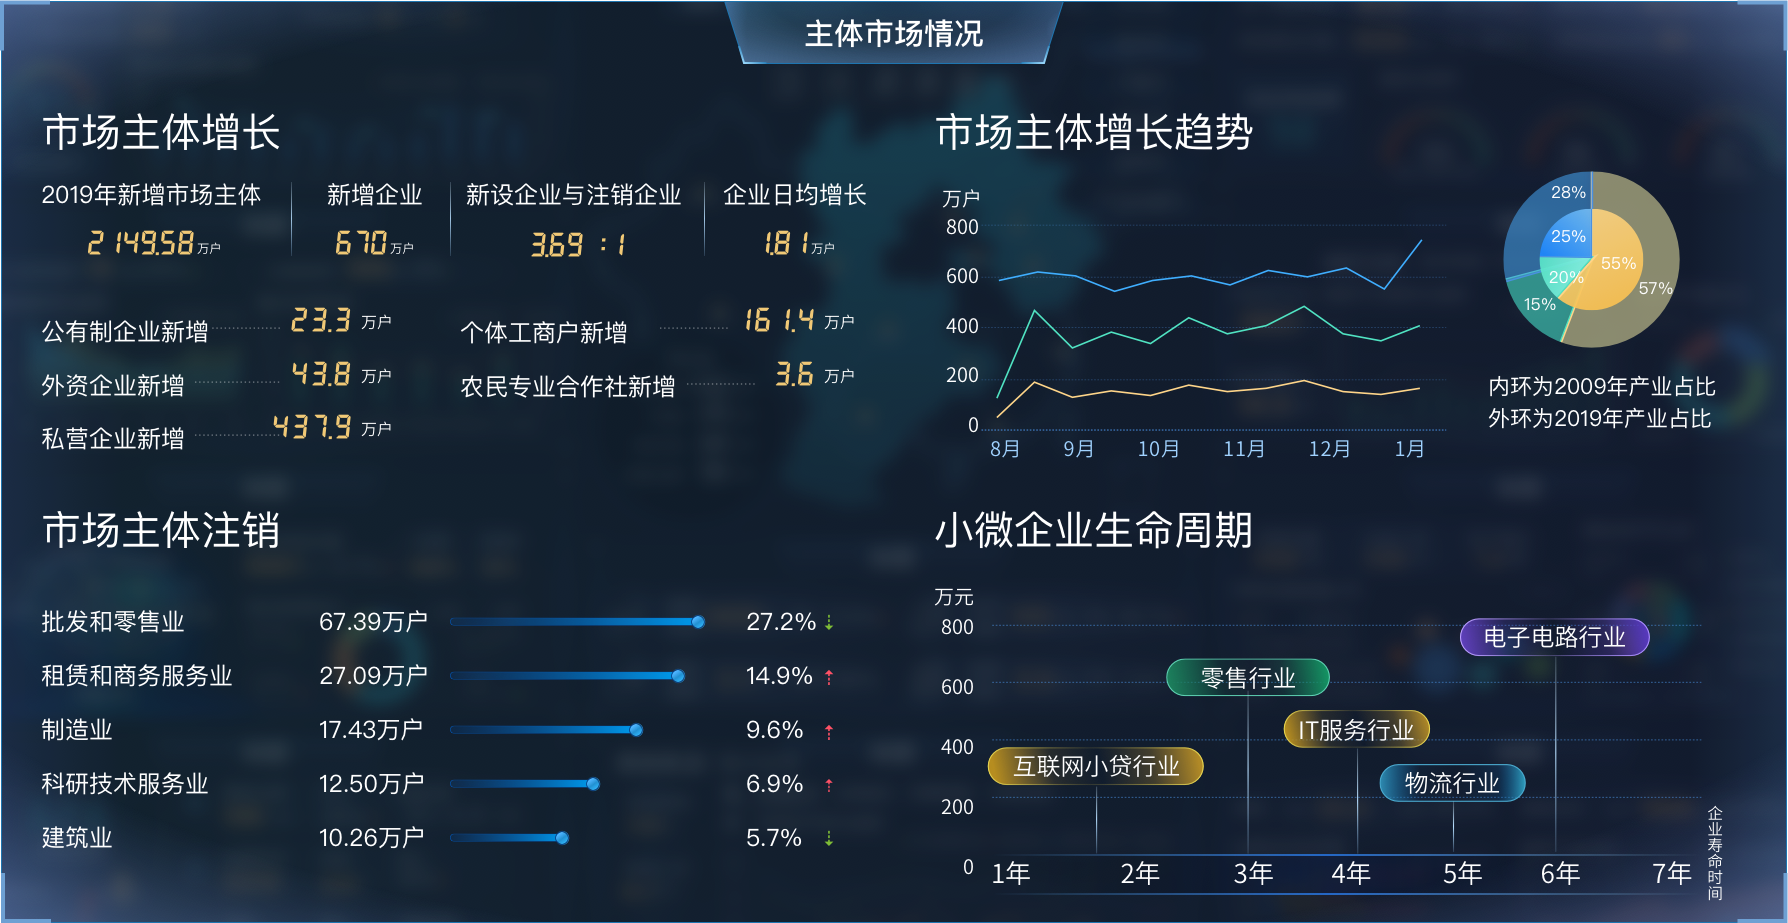 主体市场情况
市场主体增长
2019年新增市场主体
2149.58万户
新增企业
670万户
新设企业与注销企业
3.69 : 1
企业日均增长
1.81万户
公有制企业新增 23.3 万户
个体工商户新增 161.4 万户
外资企业新增 43.8 万户
农民专业合作社新增 3.6 万户
私营企业新增 437.9 万户
市场主体增长趋势
万户
800
600
400
200
0
8月 9月 10月 11月 12月 1月
28%
25%
55%
20%
57%
15%
内环为2009年产业占比
外环为2019年产业占比
市场主体注销
批发和零售业 67.39万户 27.2%
租赁和商务服务业 27.09万户 14.9%
制造业 17.43万户 9.6%
科研技术服务业 12.50万户 6.9%
建筑业 10.26万户 5.7%
小微企业生命周期
万元
800
600
400
200
0
电子电路行业
零售行业
IT服务行业
互联网小贷行业
物流行业
1年 2年 3年 4年 5年 6年 7年
企业寿命时间